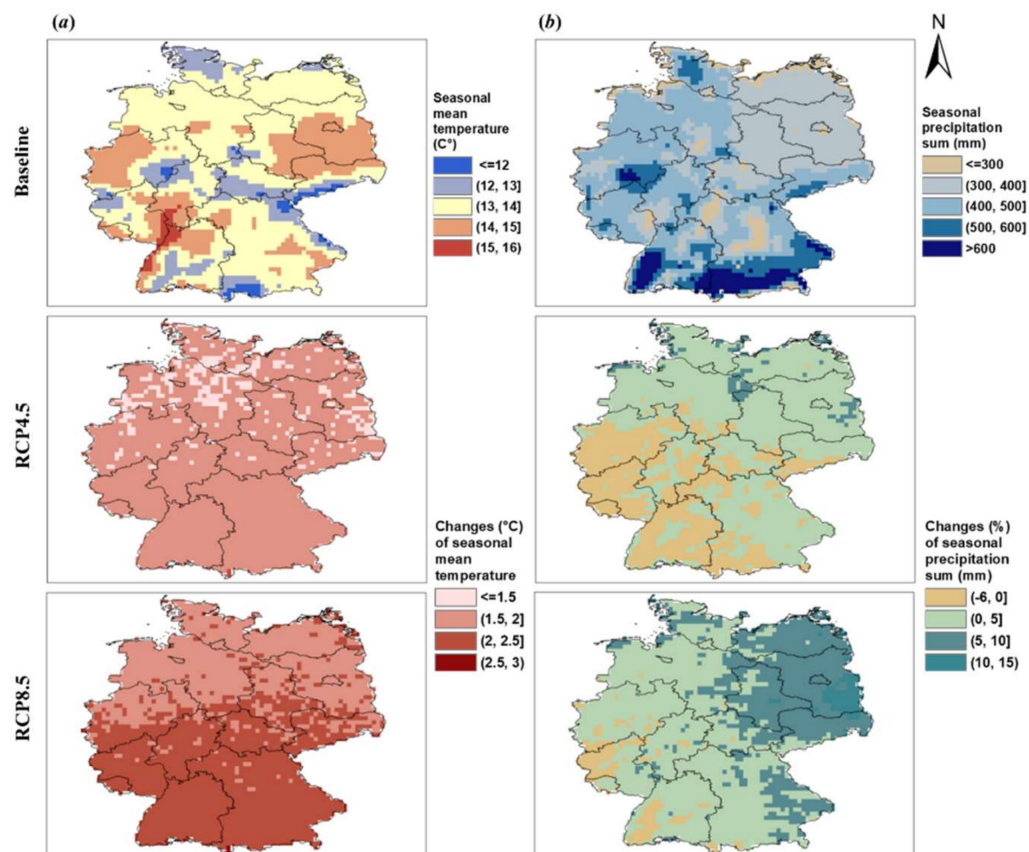 (a)
(b)
N
Baseline
Seasonal
mean
temperature
(C°)
<=12
(12, 13]
(13, 14]
(14, 15]
(15, 16)
Seasonal
precipitation
sum (mm)
<=300
(300, 400]
(400, 500]
(500, 600]
>600
RCP4.5
Changes (°C)
of seasonal
mean
temperature
<=1.5
(1.5, 2]
(2, 2.5]
(2.5, 3)
Changes (%)
of seasonal
precipitation
sum (mm)
(-6, 0]
(0, 5]
(5, 10]
(10, 15)
RCP8.5